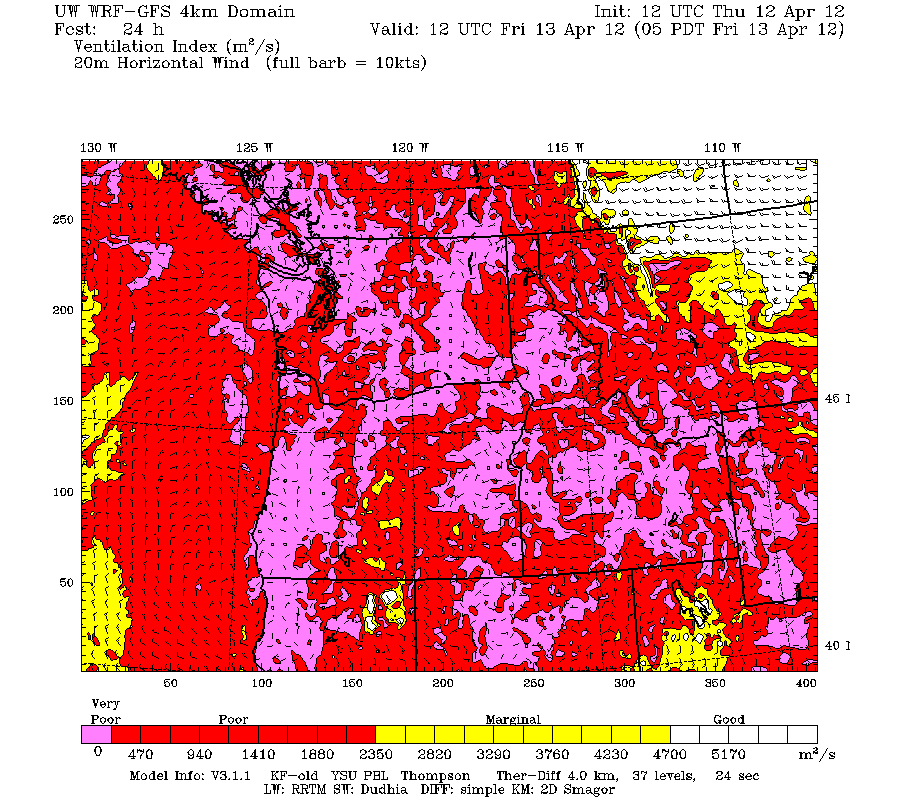 UW WRF-GFS 4km Domain Init: 12 UTC Thu 12 Apr 12
Fcst: 24 h Valid: 12 UTC Fri 13 Apr 12 (05 PDT Fri 13 Apr 12)
Ventilation Index (m²/s)
20m Horizontal Wind (full barb = 10kts)
130 W 125 W 120 W 115 W 110 W
250
200
150 45
100
50
40
50 100 150 200 250 300 350 400
Very
Poor Poor Marginal Good
0 470 940 1410 1880 2350 2820 3290 3760 4230 4700 5170 m²/s
Model Info: V3.1.1 KF-old YSU PBL Thompson Ther-Diff 4.0 km, 37 levels, 24 sec
LW: RRTM SW: Dudhia DIFF: simple KM: 2D Smagor